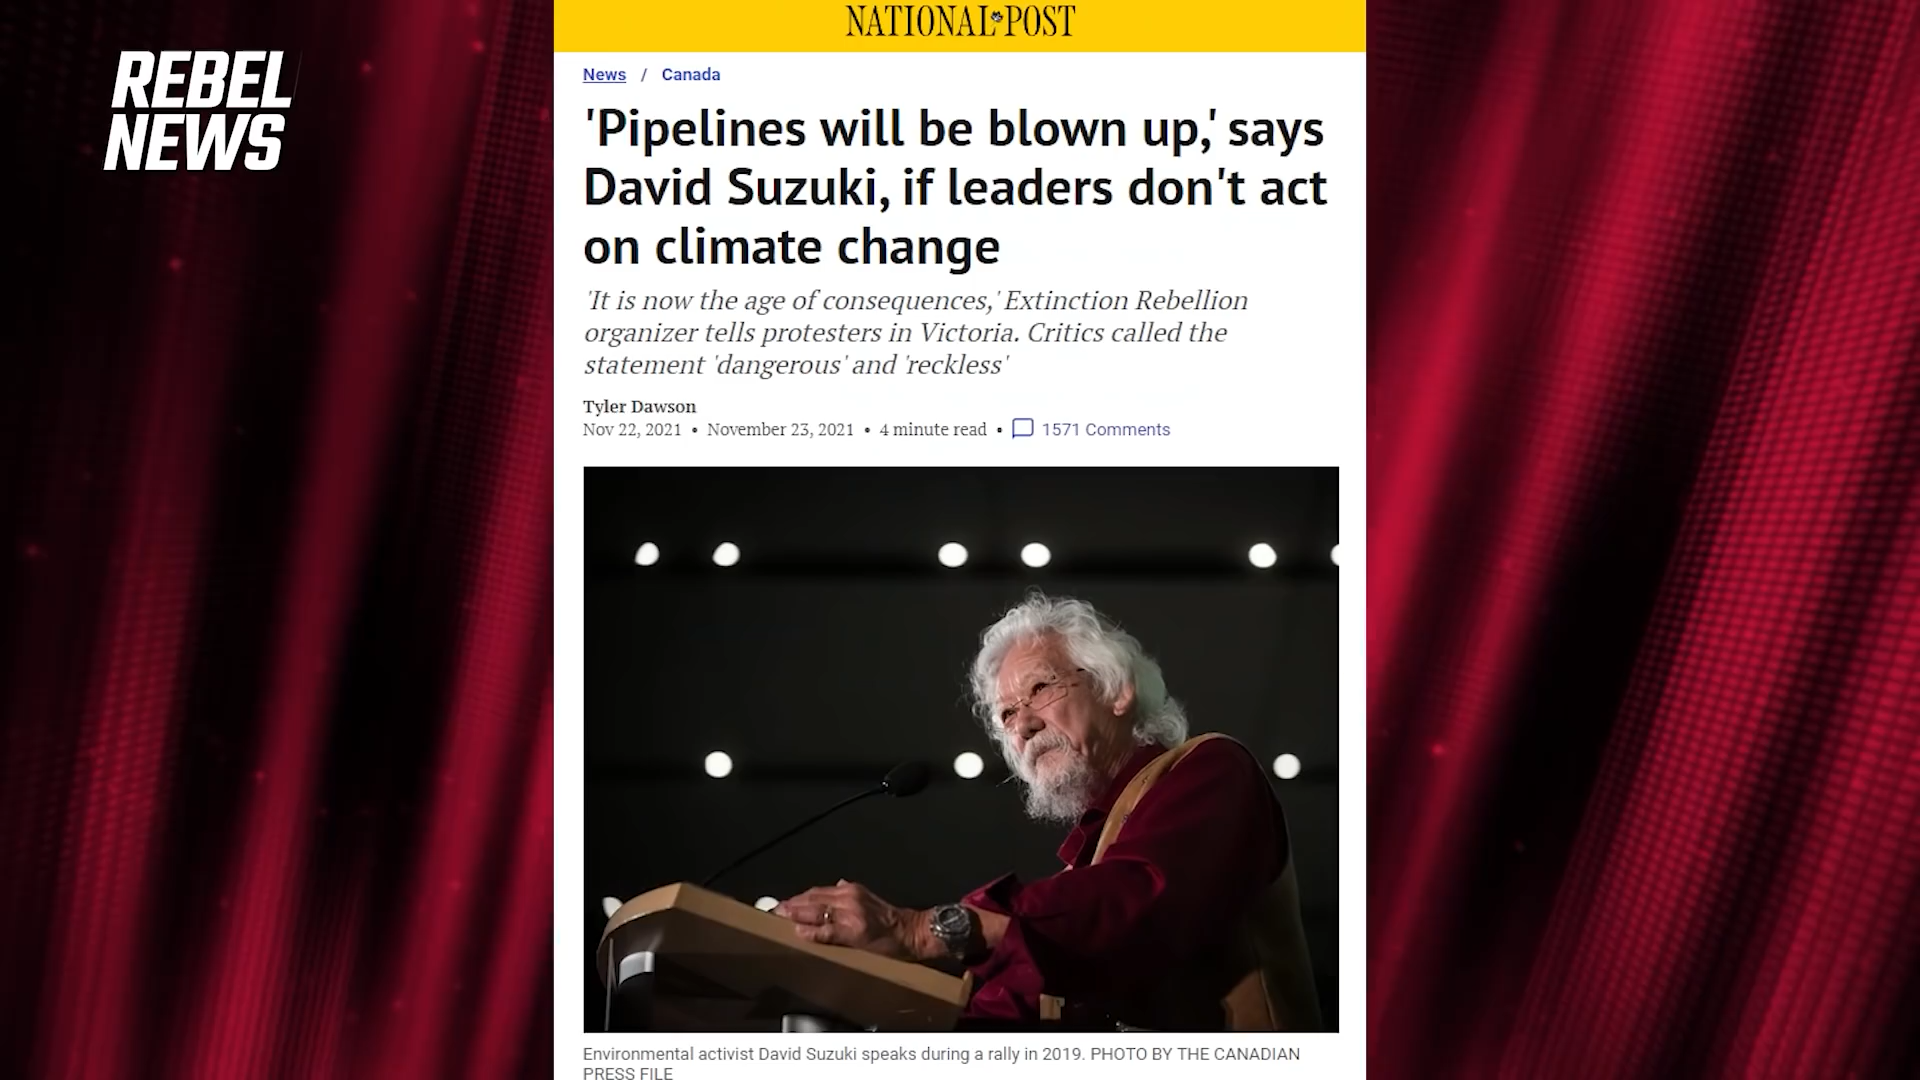 REBEL
NEWS
NATIONAL POST
News / Canada
'Pipelines will be blown up,' says
David Suzuki, if leaders don't act
on climate change
'It is now the age of consequences,' Extinction Rebellion
organizer tells protesters in Victoria. Critics called the
statement 'dangerous' and 'reckless'
Tyler Dawson
Nov 22, 2021 • November 23, 2021 • 4 minute read • 1571 Comments
Environmental activist David Suzuki speaks during a rally in 2019. PHOTO BY THE CANADIAN
PRESS FILE